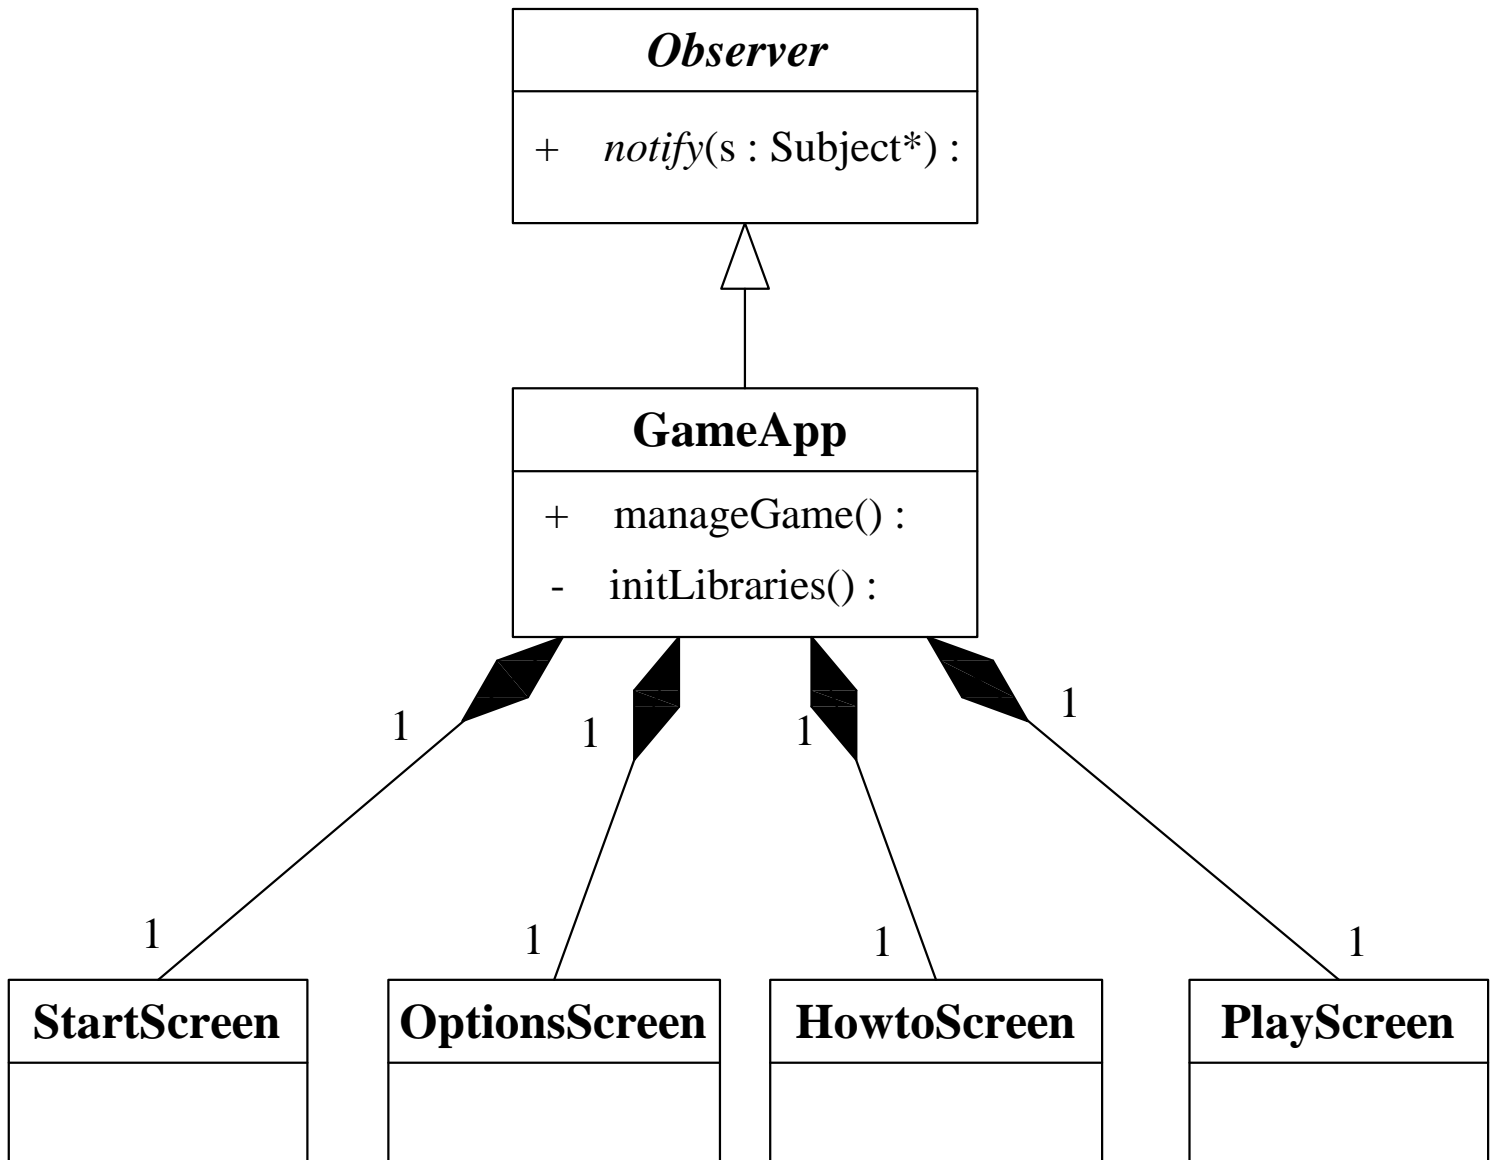 Observer
+ notify(s : Subject*) :
GameApp
+ manageGame() :
- initLibraries() :
1 1 1 1
1 1 1 1
StartScreen OptionsScreen HowtoScreen PlayScreen